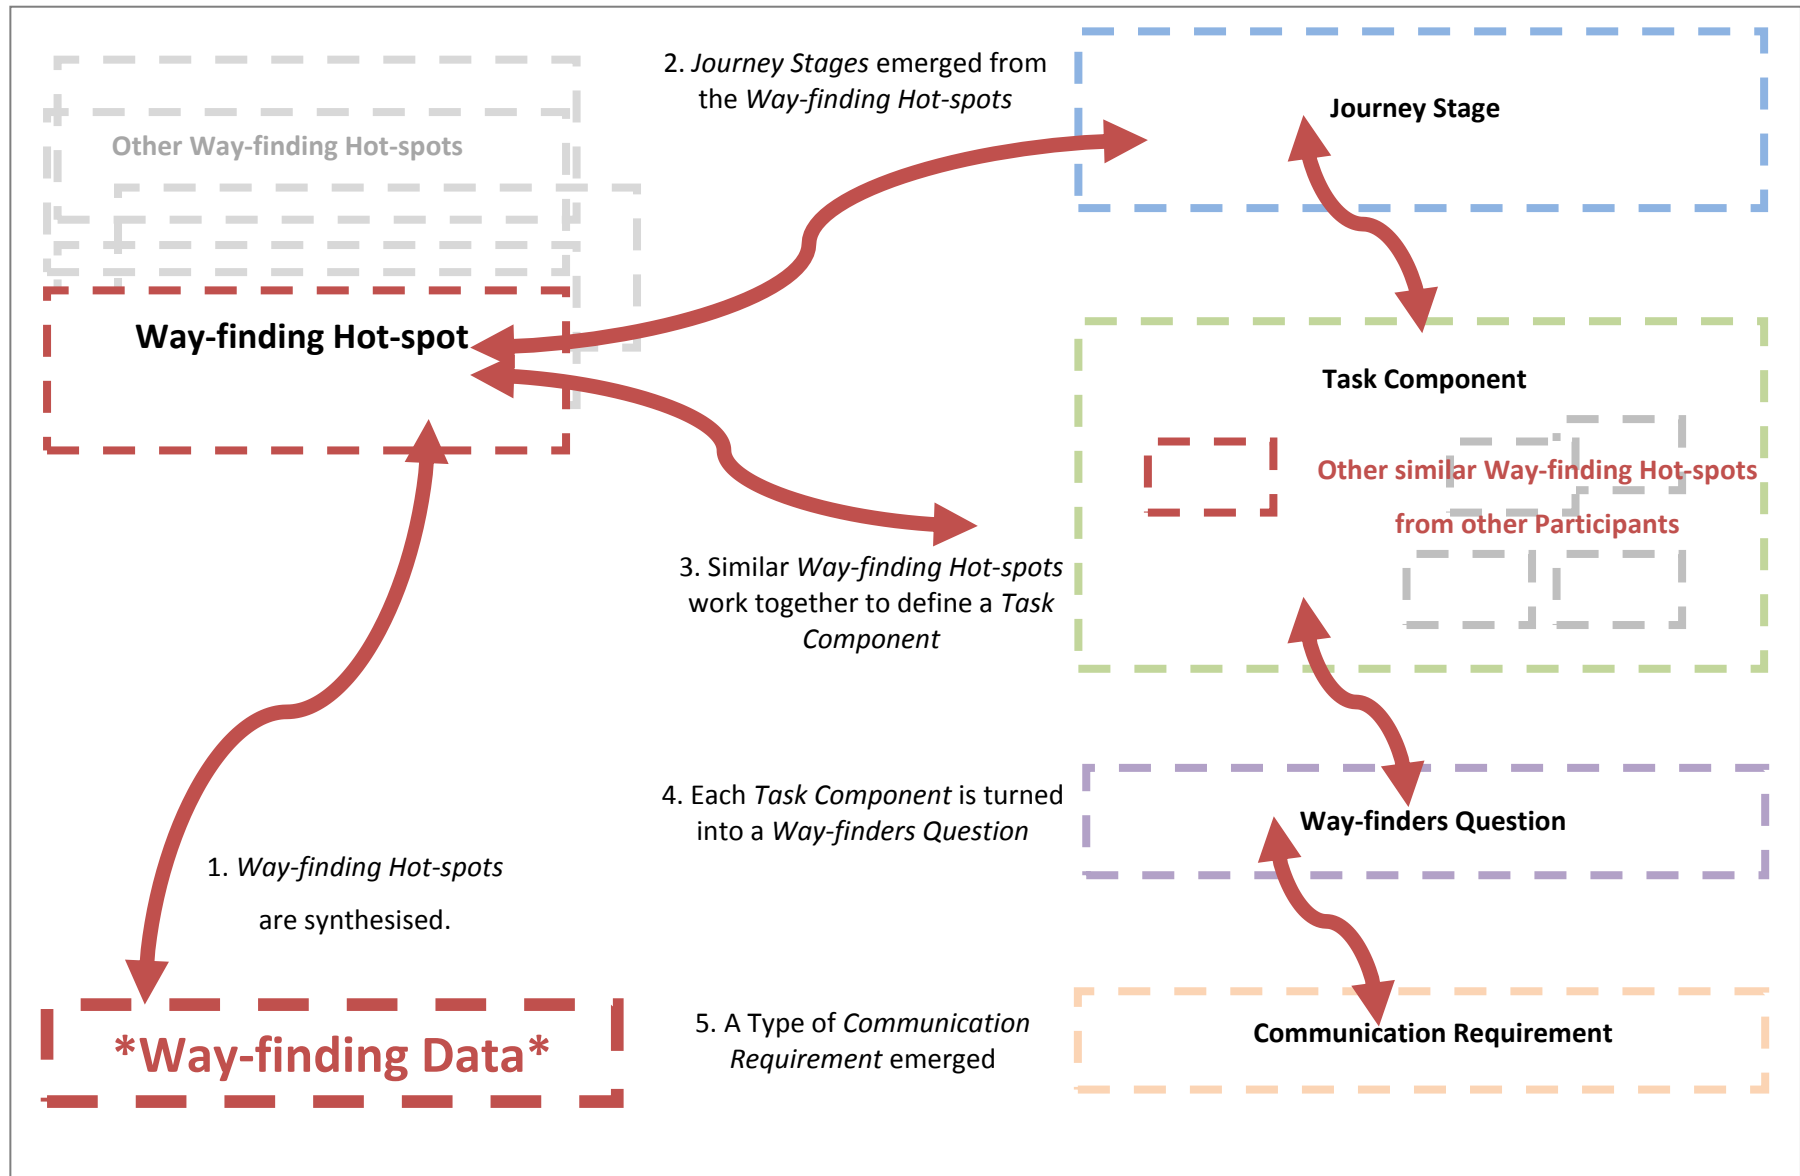 2. Journey Stages emerged from
the Way-finding Hot-spots
Journey Stage
Other Way-finding Hot-spots
Way-finding Hot-spot
Task Component
Other similar Way-finding Hot-spots
from other Participants
3. Similar Way-finding Hot-spots
work together to define a Task
Component
4. Each Task Component is turned
into a Way-finders Question
Way-finders Question
1. Way-finding Hot-spots
are synthesised.
*Way-finding Data*
5. A Type of Communication
Requirement emerged
Communication Requirement